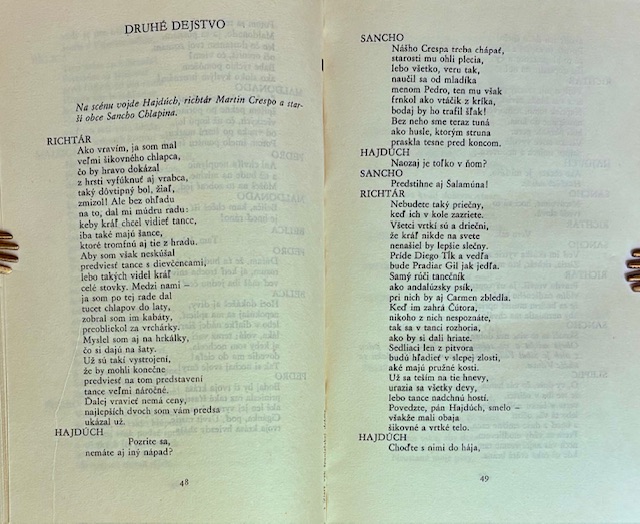 DRUHÉ DEJSTVO
Na scénu vojde Hajdúch, richtár Martin Crespo a star-
ší obce Sancho Chlapina.
RICHTÁR
Ako vravím, ja som mal
veľmi šikovného chlapca,
čo by hravo dokázal
z hrsti vyfúknuť aj vrabca,
taký dôvtipný bol, žiaľ,
zmizol! Ale bez ohľadu
na to, dal mi múdru radu:
keby kráľ chcel vidieť tance,
iba také majú šance,
ktoré tromfnú aj tie z hradu.
Aby som však neskúšal
predviesť tance s dievčencami,
lebo takých videl kráľ
celé stovky. Medzi nami –
ja som po tej rade dal
tucet chlapov do laty,
zobral som im kabáty,
preobliekol za vrchárky.
Myslel som aj na hrkálky,
čo si dajú na šaty.
Už sú takí vystrojení,
že by mohli konečne
predviesť na tom predstavení
tance veľmi náročné.
Ďalej vravieť nemá ceny,
najlepších dvoch som vám predsa
ukázal už.
HAJDÚCH
Pozrite sa,
nemáte aj iný nápad?
48
SANCHO
Nášho Crespa treba chápať,
starosti mu ohli plecia,
lebo všetko, veru tak,
naučil sa od mladíka
menom Pedro, ten mu však
frnkol ako vtáčik z kríka,
bodaj by ho trafil šľak!
Bez neho sme teraz tuná
ako husle, ktorým struna
praskla tesne pred koncom.
HAJDÚCH
Naozaj je toľko v ňom?
SANCHO
Predstihne aj Šalamúna!
RICHTÁR
Nebudete taký priečny,
keď ich v kole zazriete.
Všetci vrtkí sú a driečni,
že kráľ nikde na svete
nenašiel by lepšie slečny.
Príde Diego Tĺk a vedľa
bude Pradiar Gil jak jedľa.
Samý rúči tanečník
ako andalúzsky psík,
pri nich by aj Carmen zbledla.
Keď im zahrá Čútora,
nikoho z nich nespoznáte,
tak sa v tanci rozhoria,
ako by si dali hriate.
Sedliaci len z pitvora
budú hľadieť v slepej zlosti,
aké majú pružné kosti.
Už sa teším na tie hnevy,
urazia sa všetky devy,
lebo tance nadchnú hostí.
Povedzte, pán Hajdúch, smelo –
všakže mali obaja
šikovné a vrtké telo.
HAJDÚCH
Choďte s nimi do hája,
49